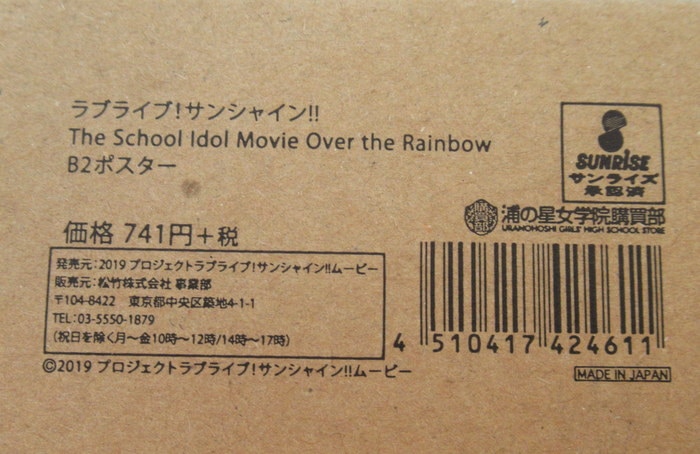 ラブライブ!サンシャイン!!
The School Idol Movie Over the Rainbow
B2ポスター
SUNRISE
サンライズ
承認済
浦の星女学院購買部
URANOHOSHI GIRLS' HIGH SCHOOL STORE
価格 741円+税
発売元:2019 プロジェクトラブライブ!サンシャイン!!ムービー
販売元:松竹株式会社 事業部
〒104-8422 東京都中央区築地4-1-1
TEL:03-5550-1879
(祝日を除く月~金10時~12時/14時~17時)
4 510417 424611
©2019 プロジェクトラブライブ!サンシャイン!!ムービー
MADE IN JAPAN